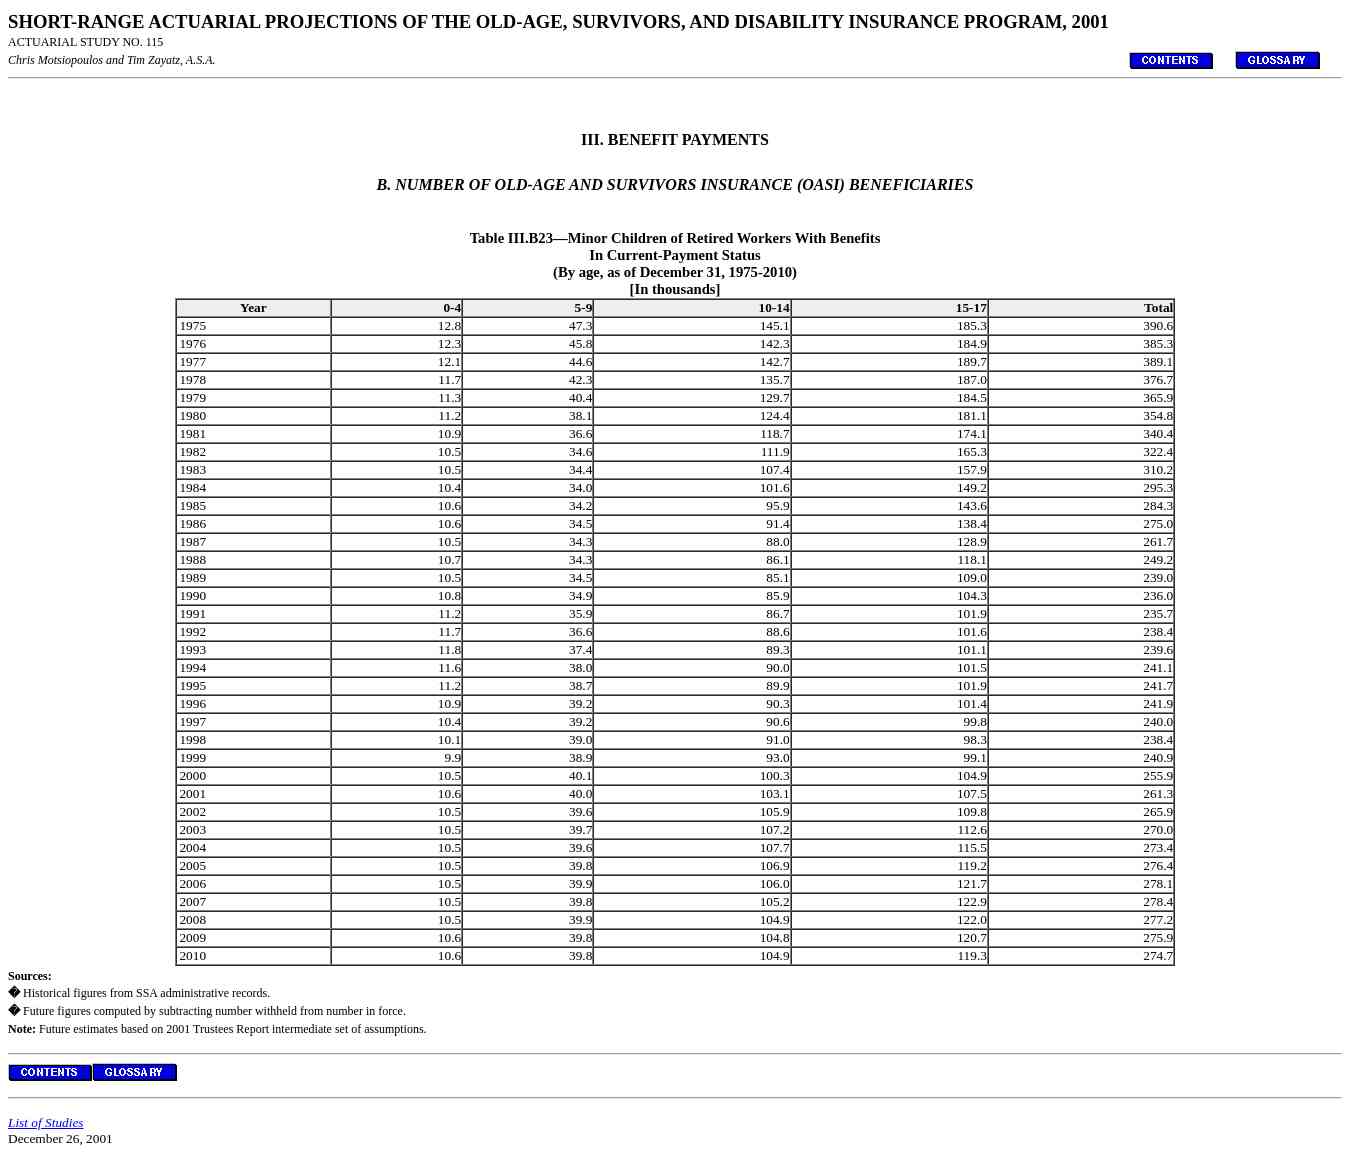 SHORT-RANGE ACTUARIAL PROJECTIONS OF THE OLD-AGE, SURVIVORS, AND DISABILITY INSURANCE PROGRAM, 2001
ACTUARIAL STUDY NO. 115
Chris Motsiopoulos and Tim Zayatz, A.S.A. CONTENTS GLOSSARY
III. BENEFIT PAYMENTS
B. NUMBER OF OLD-AGE AND SURVIVORS INSURANCE (OASI) BENEFICIARIES
Table III.B23—Minor Children of Retired Workers With Benefits
In Current-Payment Status
(By age, as of December 31, 1975-2010)
[In thousands]
Year 0-4 5-9 10-14 15-17 Total
1975 12.8 47.3 145.1 185.3 390.6
1976 12.3 45.8 142.3 184.9 385.3
1977 12.1 44.6 142.7 189.7 389.1
1978 11.7 42.3 135.7 187.0 376.7
1979 11.3 40.4 129.7 184.5 365.9
1980 11.2 38.1 124.4 181.1 354.8
1981 10.9 36.6 118.7 174.1 340.4
1982 10.5 34.6 111.9 165.3 322.4
1983 10.5 34.4 107.4 157.9 310.2
1984 10.4 34.0 101.6 149.2 295.3
1985 10.6 34.2 95.9 143.6 284.3
1986 10.6 34.5 91.4 138.4 275.0
1987 10.5 34.3 88.0 128.9 261.7
1988 10.7 34.3 86.1 118.1 249.2
1989 10.5 34.5 85.1 109.0 239.0
1990 10.8 34.9 85.9 104.3 236.0
1991 11.2 35.9 86.7 101.9 235.7
1992 11.7 36.6 88.6 101.6 238.4
1993 11.8 37.4 89.3 101.1 239.6
1994 11.6 38.0 90.0 101.5 241.1
1995 11.2 38.7 89.9 101.9 241.7
1996 10.9 39.2 90.3 101.4 241.9
1997 10.4 39.2 90.6 99.8 240.0
1998 10.1 39.0 91.0 98.3 238.4
1999 9.9 38.9 93.0 99.1 240.9
2000 10.5 40.1 100.3 104.9 255.9
2001 10.6 40.0 103.1 107.5 261.3
2002 10.5 39.6 105.9 109.8 265.9
2003 10.5 39.7 107.2 112.6 270.0
2004 10.5 39.6 107.7 115.5 273.4
2005 10.5 39.8 106.9 119.2 276.4
2006 10.5 39.9 106.0 121.7 278.1
2007 10.5 39.8 105.2 122.9 278.4
2008 10.5 39.9 104.9 122.0 277.2
2009 10.6 39.8 104.8 120.7 275.9
2010 10.6 39.8 104.9 119.3 274.7
Sources:
� Historical figures from SSA administrative records.
� Future figures computed by subtracting number withheld from number in force.
Note: Future estimates based on 2001 Trustees Report intermediate set of assumptions.
CONTENTS GLOSSARY
List of Studies
December 26, 2001